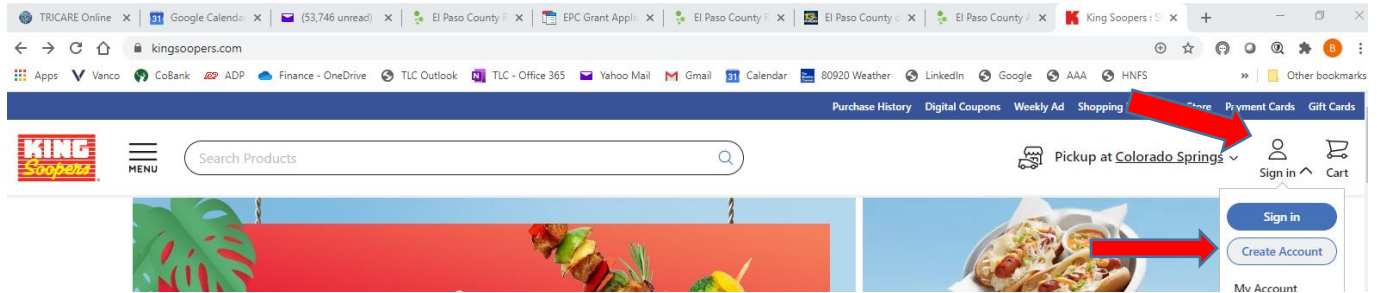 TRICARE Online Google Calenda (53,746 unread) El Paso County EPC Grant Applic El Paso County El Paso County El Paso County King Soopers : S
kingsoopers.com B
Apps Vanco CoBank ADP Finance - OneDrive TLC Outlook TLC - Office 365 Yahoo Mail Gmail 31 Calendar 80920 Weather LinkedIn Google AAA HNFS » Other bookmarks
Purchase History Digital Coupons Weekly Ad Shopping Store Payment Cards Gift Cards
KING
Soopers
MENU
Search Products
Pickup at Colorado Springs
Sign in
Cart
Sign in
Create Account
My Account